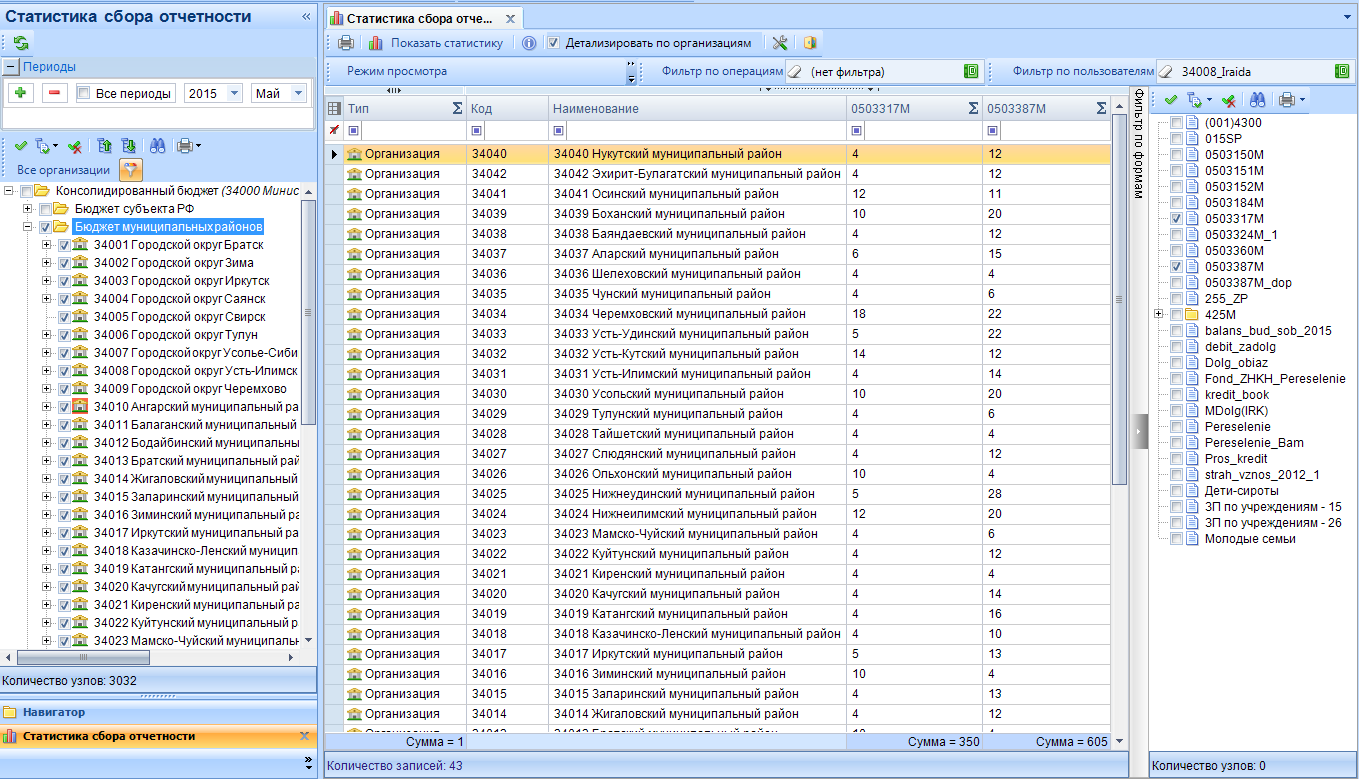 Статистика сбора отчетности «
Периоды
Все периоды 2015 Май
Все организации
Консолидированный бюджет (34000 Минис
Бюджет субъекта РФ
Бюджет муниципальных районов
34001 Городской округ Братск
34002 Городской округ Зима
34003 Городской округ Иркутск
34004 Городской округ Саянск
34005 Городской округ Свирск
34006 Городской округ Тулун
34007 Городской округ Усолье-Сиби
34008 Городской округ Усть-Илимск
34009 Городской округ Черемхово
34010 Ангарский муниципальный ра
34011 Балаганский муниципальный
34012 Бодайбинский муниципальны
34013 Братский муниципальный рай
34014 Жигаловский муниципальный
34015 Заларинский муниципальный
34016 Зиминский муниципальный ра
34017 Иркутский муниципальный ра
34018 Казачинско-Ленский муницип
34019 Катангский муниципальный ра
34020 Качугский муниципальный рай
34021 Киренский муниципальный ра
34022 Куйтунский муниципальный ра
34023 Мамско-Чуйский муниципальн
Количество узлов: 3032
Навигатор
Статистика сбора отчетности
Статистика сбора отче...
Показать статистику Детализировать по организациям
Режим просмотра Фильтр по операциям (нет фильтра) Фильтр по пользователям 34008_Iraida
Тип Σ Код Наименование 0503317М Σ 0503387М Σ
Организация 34040 34040 Нукутский муниципальный район 4 12
Организация 34042 34042 Эхирит-Булагатский муниципальный район 4 12
Организация 34041 34041 Осинский муниципальный район 12 11
Организация 34039 34039 Боханский муниципальный район 10 20
Организация 34038 34038 Баяндаевский муниципальный район 4 12
Организация 34037 34037 Аларский муниципальный район 6 15
Организация 34036 34036 Шелеховский муниципальный район 4 4
Организация 34035 34035 Чунский муниципальный район 4 6
Организация 34034 34034 Черемховский муниципальный район 18 22
Организация 34033 34033 Усть-Удинский муниципальный район 5 22
Организация 34032 34032 Усть-Кутский муниципальный район 14 12
Организация 34031 34031 Усть-Илимский муниципальный район 4 14
Организация 34030 34030 Усольский муниципальный район 10 20
Организация 34029 34029 Тулунский муниципальный район 4 6
Организация 34028 34028 Тайшетский муниципальный район 4 4
Организация 34027 34027 Слюдянский муниципальный район 4 12
Организация 34026 34026 Ольхонский муниципальный район 10 4
Организация 34025 34025 Нижнеудинский муниципальный район 5 28
Организация 34024 34024 Нижнеилимский муниципальный район 12 20
Организация 34023 34023 Мамско-Чуйский муниципальный район 4 6
Организация 34022 34022 Куйтунский муниципальный район 4 12
Организация 34021 34021 Киренский муниципальный район 4 4
Организация 34020 34020 Качугский муниципальный район 4 14
Организация 34019 34019 Катангский муниципальный район 4 16
Организация 34018 34018 Казачинско-Ленский муниципальный район 4 10
Организация 34017 34017 Иркутский муниципальный район 5 13
Организация 34016 34016 Зиминский муниципальный район 10 4
Организация 34015 34015 Заларинский муниципальный район 4 13
Организация 34014 34014 Жигаловский муниципальный район 4 12
Сумма = 1 Сумма = 350 Сумма = 605
Количество записей: 43
Фильтр по формам
(001)4300
015SP
0503150М
0503151М
0503152М
0503184М
0503317М
0503324М_1
0503360М
0503387М
0503387М_dop
255_ZP
425М
balans_bud_sob_2015
debit_zadolg
Dolg_obiaz
Fond_ZHKH_Pereselenie
kredit_book
MDolg(IRK)
Pereselenie
Pereselenie_Bam
Pros_kredit
strah_vznos_2012_1
Дети-сироты
ЗП по учреждениям - 15
ЗП по учреждениям - 26
Молодые семьи
Количество узлов: 0